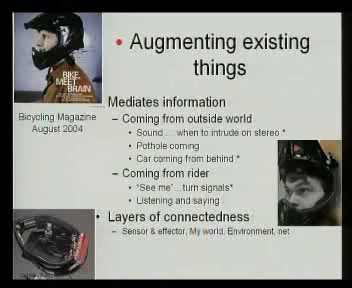 • Augmenting existing
things
BIKE,
MEET
BRAIN
Bicycling Magazine
August 2004
Mediates information
– Coming from outside world
• Sound…. when to intrude on stereo *
• Pothole coming
• Car coming from behind *
– Coming from rider
• "See me"…turn signals*
• Listening and saying
• Layers of connectedness
– Sensor & effector, My world, Environment, net